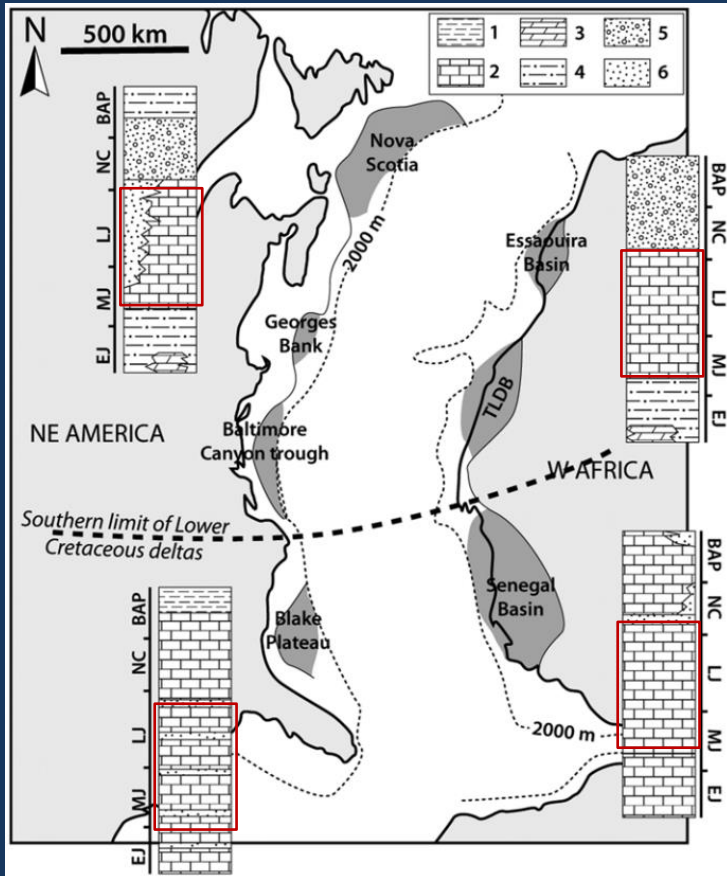 N
500 km
1
3
5
2
4
6
BAP
NC
LJ
MJ
EJ
Nova
Scotia
2000 m
Essaouira
Basin
BAP
NC
LJ
MJ
EJ
Georges
Bank
TLDB
NE AMERICA
Baltimore
Canyon trough
W AFRICA
Southern limit of Lower
Cretaceous deltas
BAP
NC
LJ
MJ
EJ
Blake
Plateau
Senegal
Basin
2000 m
BAP
NC
LJ
MJ
EJ